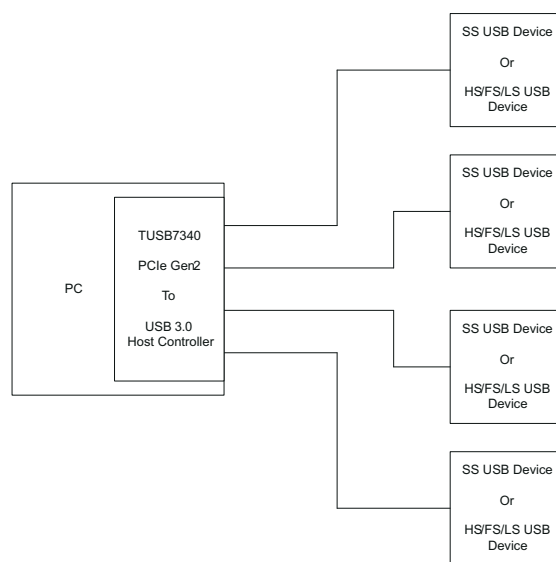 SS USB Device
Or
HS/FS/LS USB
Device
SS USB Device
Or
HS/FS/LS USB
Device
PC
TUSB7340
PCIe Gen2
To
USB 3.0
Host Controller
SS USB Device
Or
HS/FS/LS USB
Device
SS USB Device
Or
HS/FS/LS USB
Device